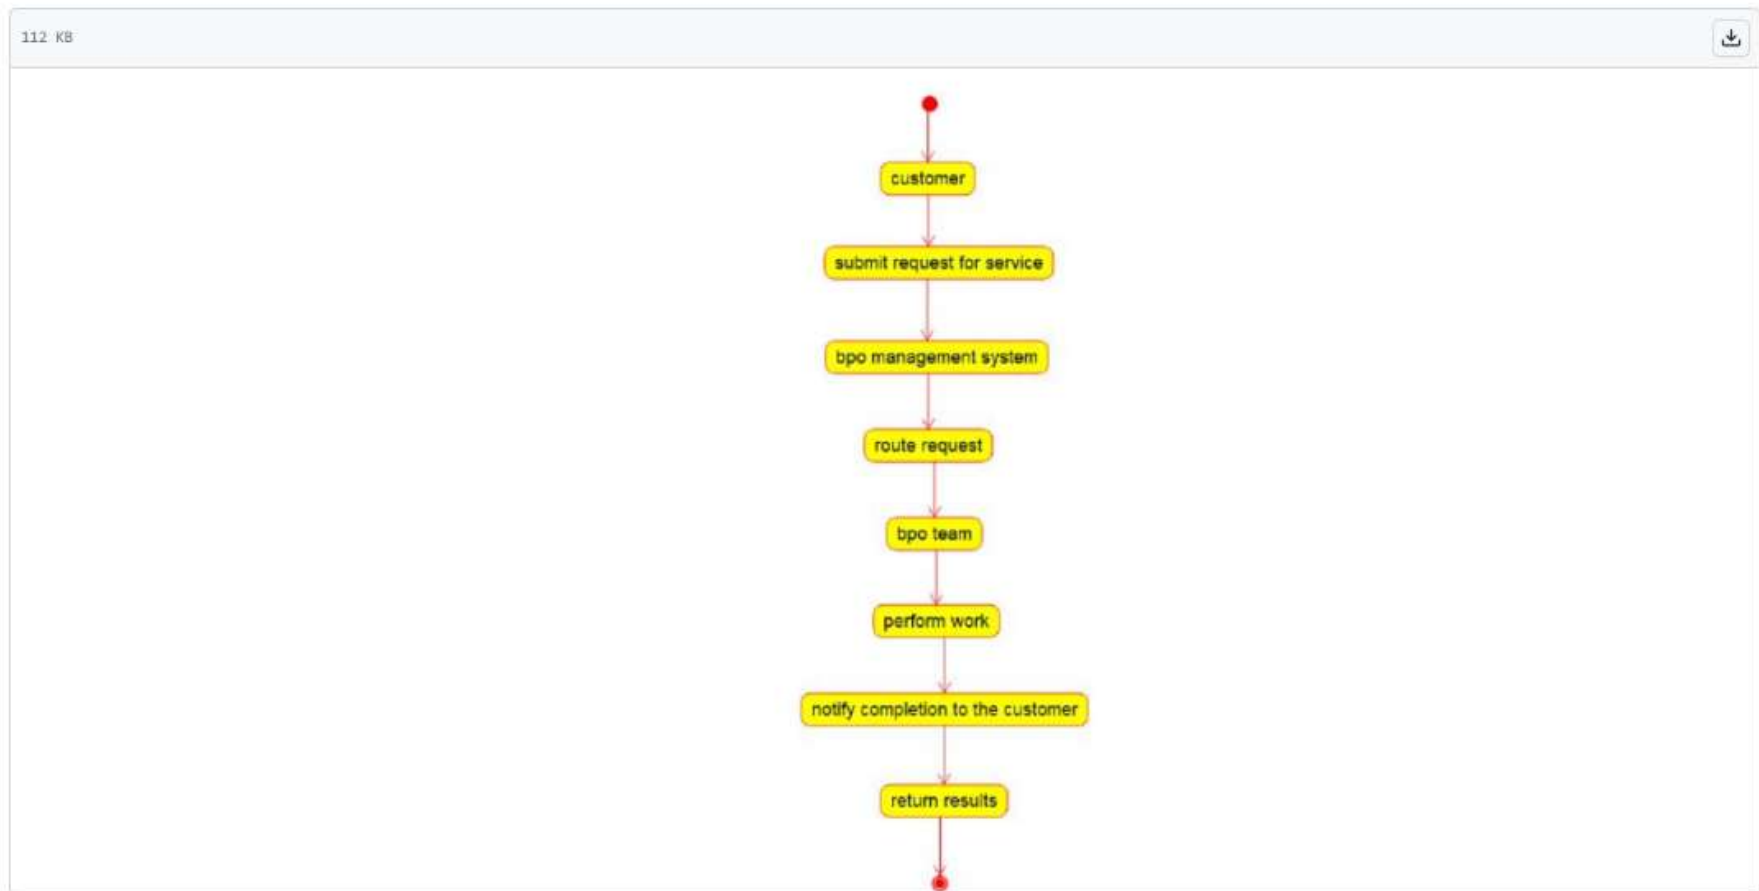 112 KB
customer
submit request for service
bpo management system
route request
bpo team
perform work
notify completion to the customer
return results